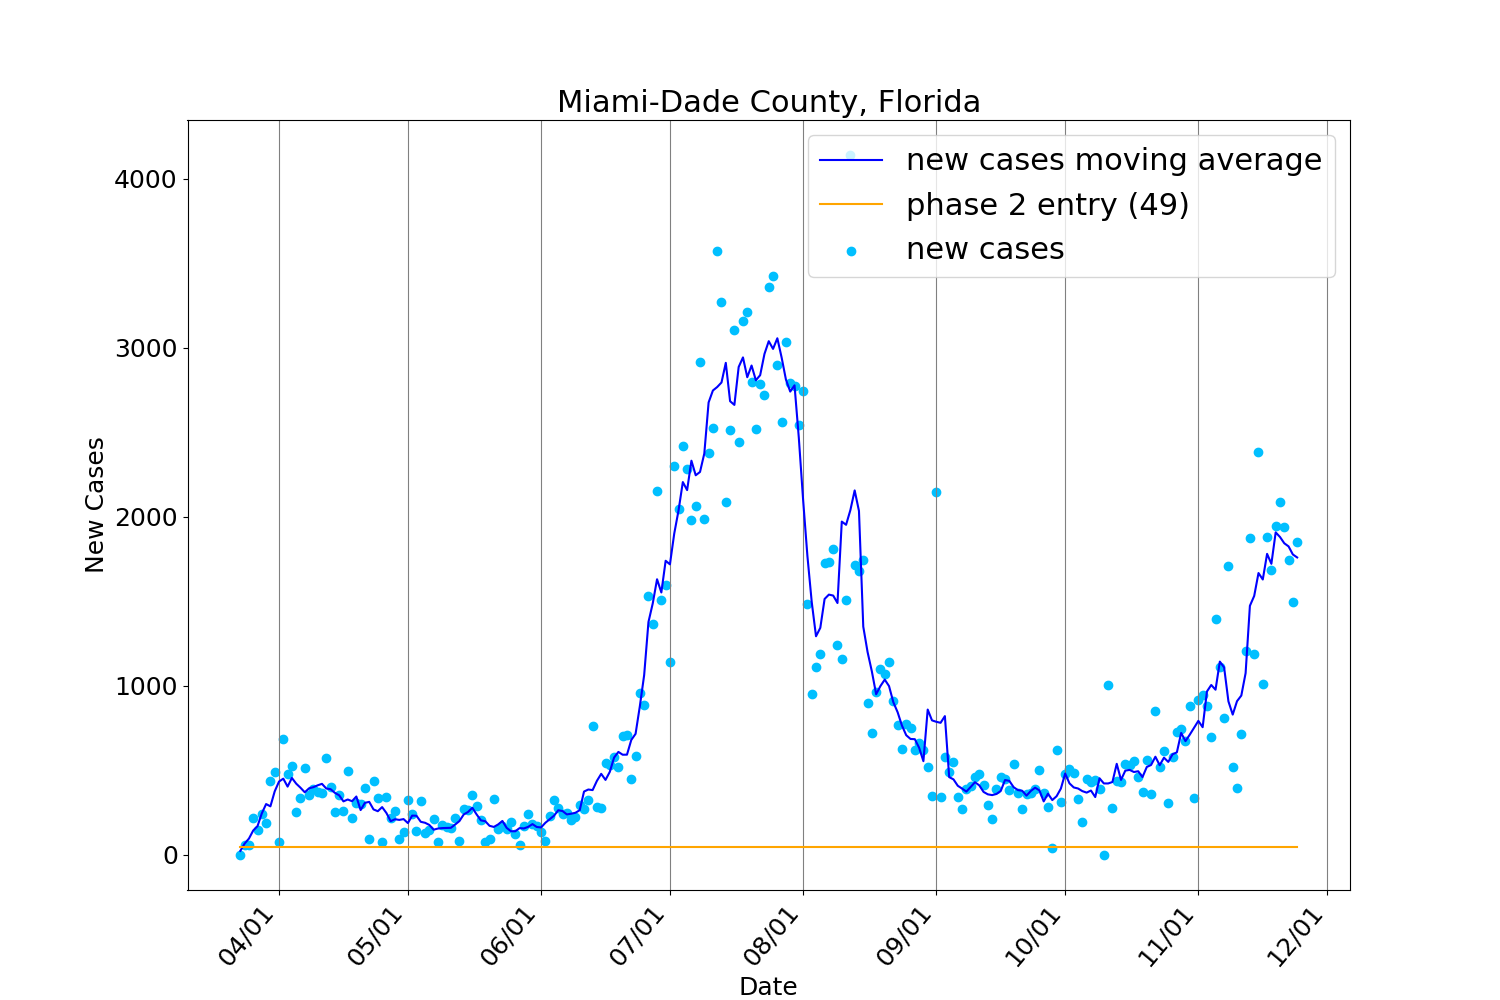 Miami-Dade County, Florida
new cases moving average
phase 2 entry (49)
new cases
4000
3000
2000
1000
0
New Cases
04/01
05/01
06/01
07/01
08/01
09/01
10/01
11/01
12/01
Date